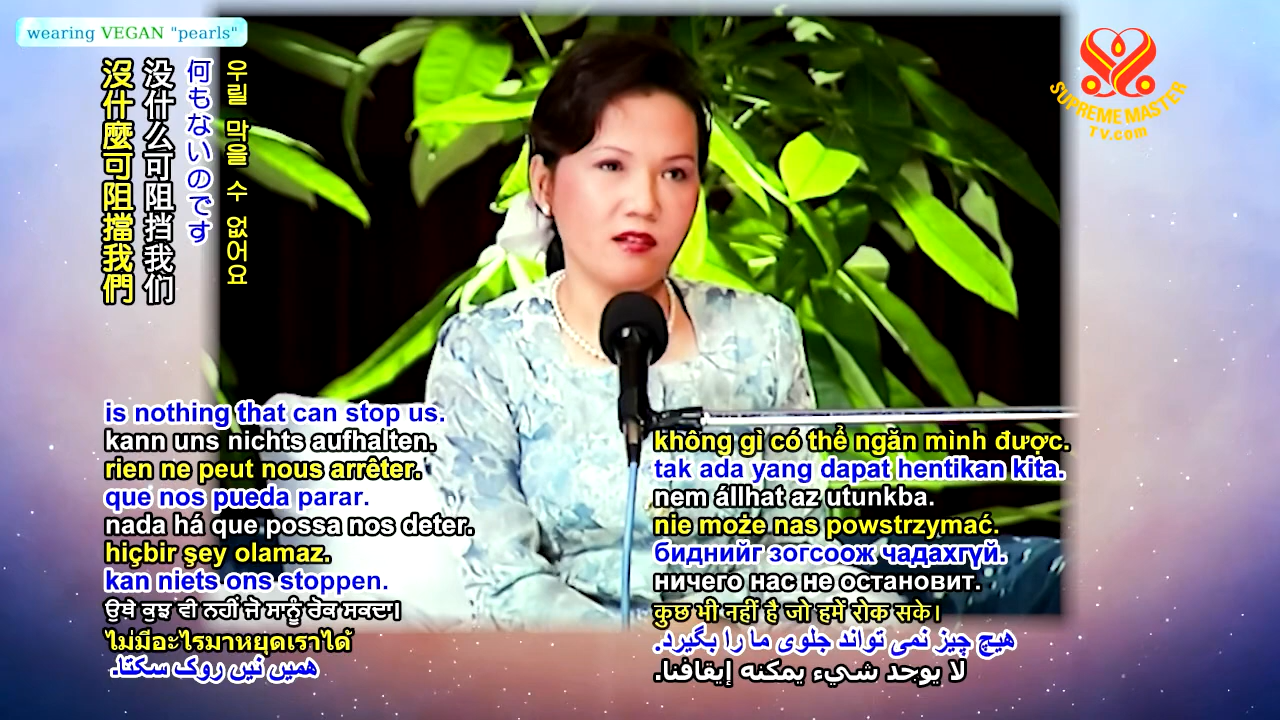 wearing VEGAN "pearls"
SUPREME MASTER
TV.com
우릴 막을 수 없어요
何もないのです
没什么可阻挡我们
沒什麼可阻擋我們
is nothing that can stop us.
kann uns nichts aufhalten.
rien ne peut nous arrêter.
que nos pueda parar.
nada há que possa nos deter.
hiçbir şey olamaz.
kan niets ons stoppen.
ਉਥੇ ਕੁਝ ਵੀ ਨਹੀਂ ਜੋ ਸਾਨੂੰ ਰੋਕ ਸਕਦਾ।
ไม่มีอะไรมาหยุดเราได้
همیں نیں روک سکتا.
không gì có thể ngăn mình được.
tak ada yang dapat hentikan kita.
nem állhat az utunkba.
nie może nas powstrzymać.
биднийг зогсоож чадахгүй.
ничего нас не остановит.
कुछ भी नहीं है जो हमें रोक सके।
هیچ چیز نمی تواند جلوی ما را بگیرد.
لا يوجد شيء يمكنه إيقافنا.